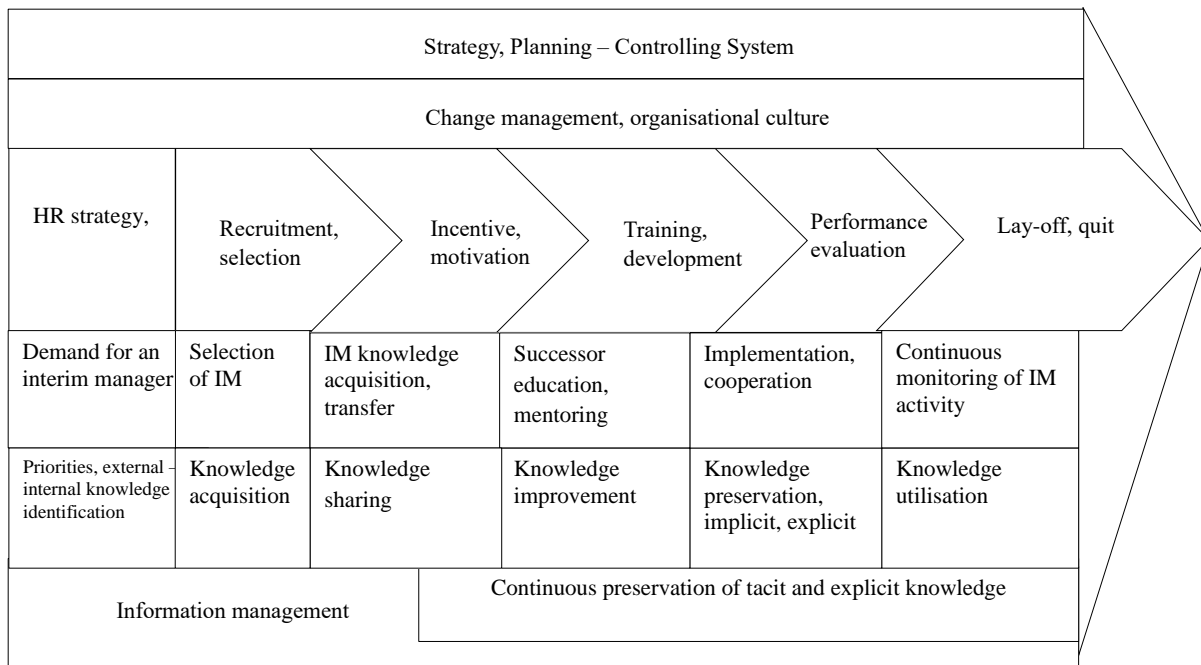 Strategy, Planning – Controlling System
Change management, organisational culture
HR strategy,
Recruitment,
selection
Incentive,
motivation
Training,
development
Performance
evaluation
Lay-off, quit
Demand for an
interim manager
Selection
of IM
IM knowledge
acquisition,
transfer
Successor
education,
mentoring
Implementation,
cooperation
Continuous
monitoring of IM
activity
Priorities, external –
internal knowledge
identification
Knowledge
acquisition
Knowledge
sharing
Knowledge
improvement
Knowledge
preservation,
implicit, explicit
Knowledge
utilisation
Information management
Continuous preservation of tacit and explicit knowledge